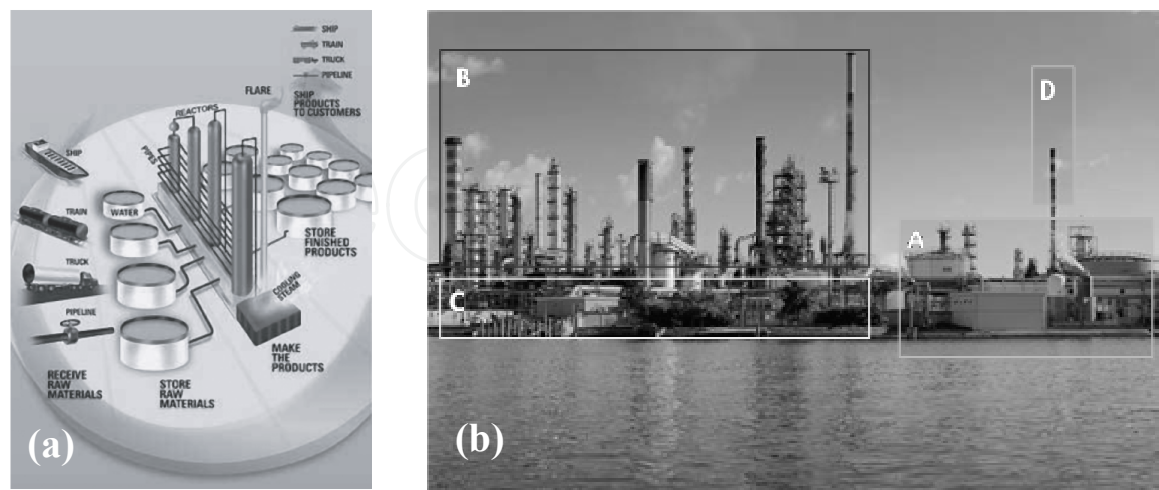 SHIP
TRAIN
TRUCK
PIPELINE
FLARE
SHIP
PRODUCTS
TO CUSTOMERS
REACTORS
PIPES
SHIP
WATER
TRAIN
STORE
FINISHED
PRODUCTS
TRUCK
COOLING
STEAM
PIPELINE
MAKE
THE
PRODUCTS
RECEIVE
RAW
MATERIALS
STORE
RAW
MATERIALS
(a)
B
D
A
C
(b)